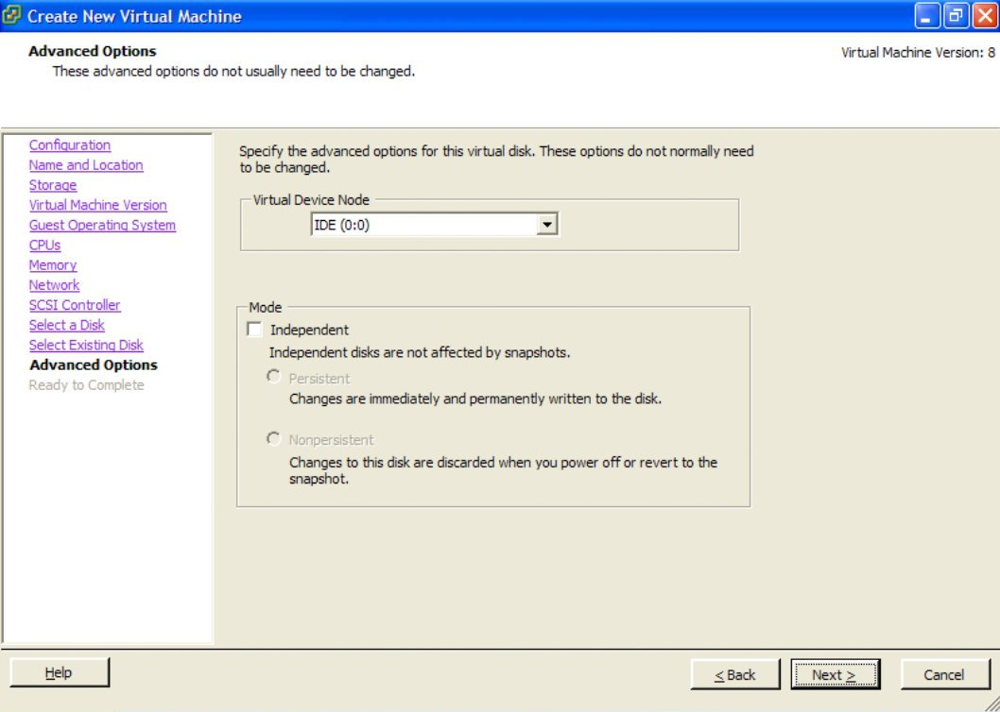 Create New Virtual Machine
Advanced Options
These advanced options do not usually need to be changed.
Virtual Machine Version: 8
Configuration
Name and Location
Storage
Virtual Machine Version
Guest Operating System
CPUs
Memory
Network
SCSI Controller
Select a Disk
Select Existing Disk
Advanced Options
Ready to Complete
Specify the advanced options for this virtual disk. These options do not normally need
to be changed.
Virtual Device Node
IDE (0:0)
Mode
Independent
Independent disks are not affected by snapshots.
Persistent
Changes are immediately and permanently written to the disk.
Nonpersistent
Changes to this disk are discarded when you power off or revert to the
snapshot.
Help
< Back
Next >
Cancel